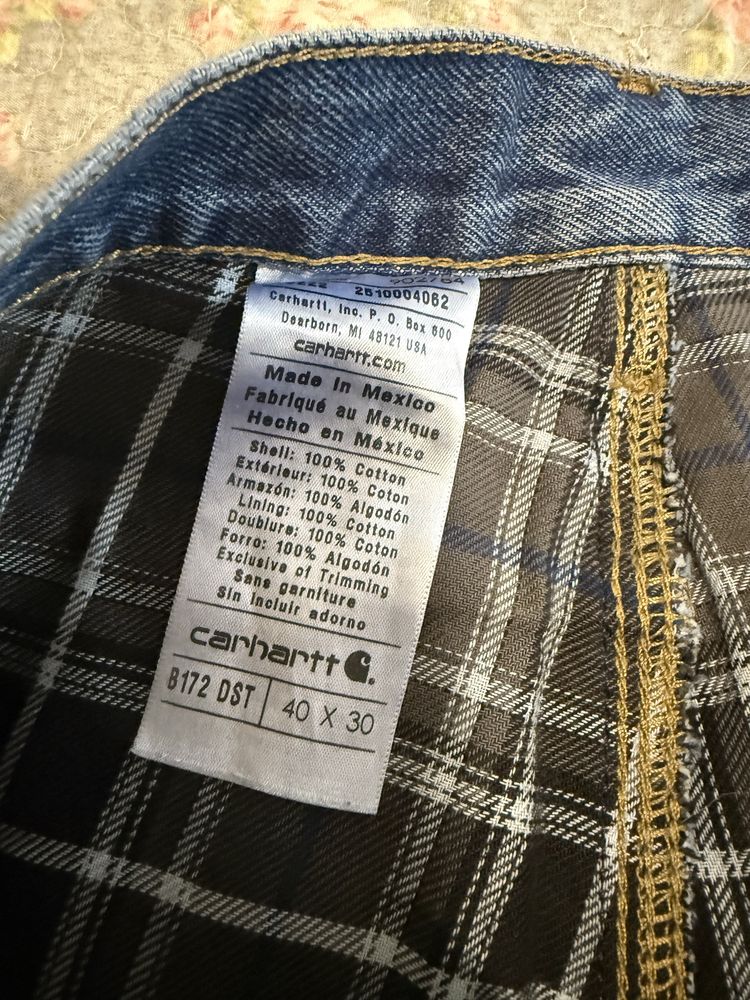 2510004062
Carhartt, Inc. P. O. Box 600
Dearborn, MI 48121 USA
carhartt.com
Made in Mexico
Fabriqué au Mexique
Hecho en México
Shell: 100% Cotton
Extérieur: 100% Coton
Armazón: 100% Algodón
Lining: 100% Cotton
Doublure: 100% Coton
Forro: 100% Algodón
Exclusive of Trimming
Sans garniture
Sin incluir adorno
carhartt
B172 DST 40 X 30